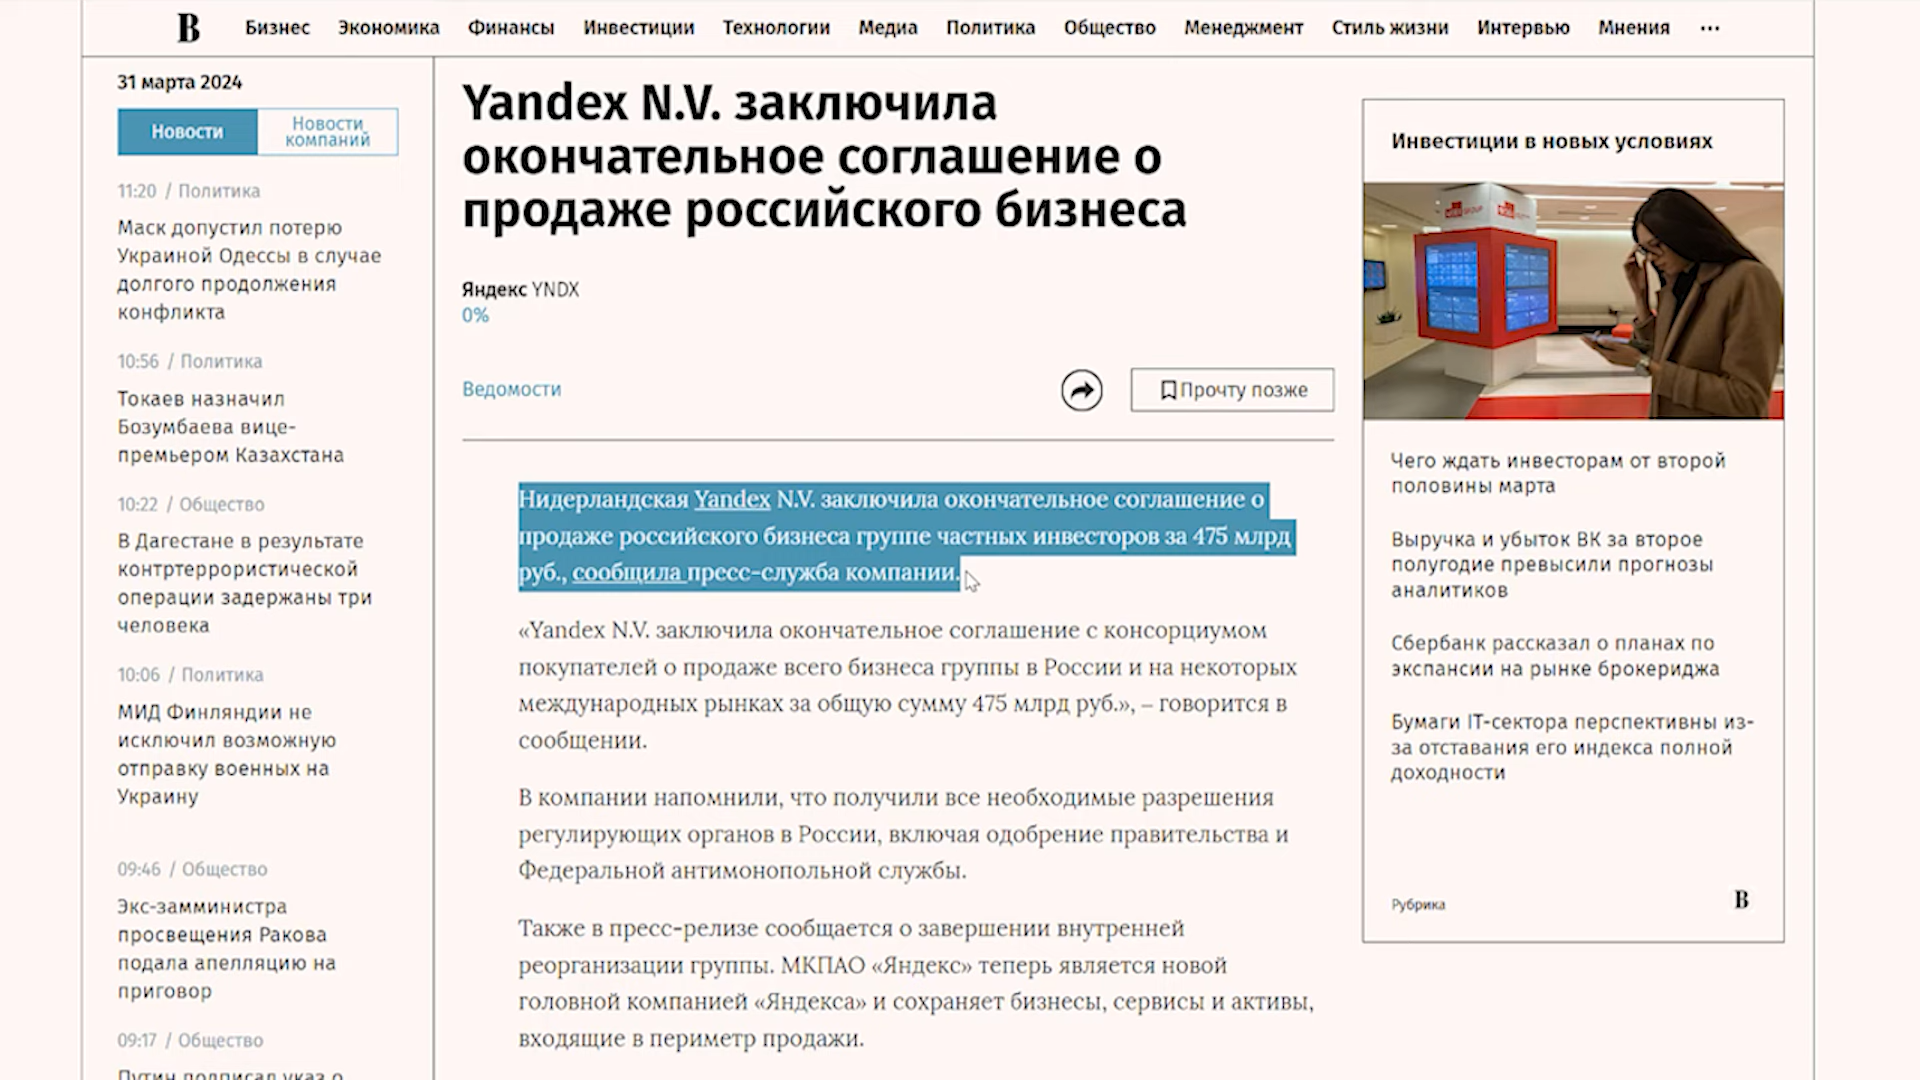 В Бизнес Экономика Финансы Инвестиции Технологии Медиа Политика Общество Менеджмент Стиль жизни Интервью Мнения ...
31 марта 2024
Новости
Новости
компаний
11:20 / Политика
Маск допустил потерю
Украиной Одессы в случае
долгого продолжения
конфликта
10:56 / Политика
Токаев назначил
Бозумбаева вице-
премьером Казахстана
10:22 / Общество
В Дагестане в результате
контртеррористической
операции задержаны три
человека
10:06 / Политика
МИД Финляндии не
исключил возможную
отправку военных на
Украину
09:46 / Общество
Экс-замминистра
просвещения Ракова
подала апелляцию на
приговор
09:17 / Общество
Путин подписал указ о
Yandex N.V. заключила
окончательное соглашение о
продаже российского бизнеса
Яндекс YNDX
0%
Ведомости
Прочту позже
Нидерландская Yandex N.V. заключила окончательное соглашение о
продаже российского бизнеса группе частных инвесторов за 475 млрд
руб., сообщила пресс-служба компании.
«Yandex N.V. заключила окончательное соглашение с консорциумом
покупателей о продаже всего бизнеса группы в России и на некоторых
международных рынках за общую сумму 475 млрд руб.», – говорится в
сообщении.
В компании напомнили, что получили все необходимые разрешения
регулирующих органов в России, включая одобрение правительства и
Федеральной антимонопольной службы.
Также в пресс-релизе сообщается о завершении внутренней
реорганизации группы. МКПАО «Яндекс» теперь является новой
головной компанией «Яндекса» и сохраняет бизнесы, сервисы и активы,
входящие в периметр продажи.
Инвестиции в новых условиях
Чего ждать инвесторам от второй
половины марта
Выручка и убыток ВК за второе
полугодие превысили прогнозы
аналитиков
Сбербанк рассказал о планах по
экспансии на рынке брокериджа
Бумаги IT-сектора перспективны из-
за отставания его индекса полной
доходности
Рубрика В